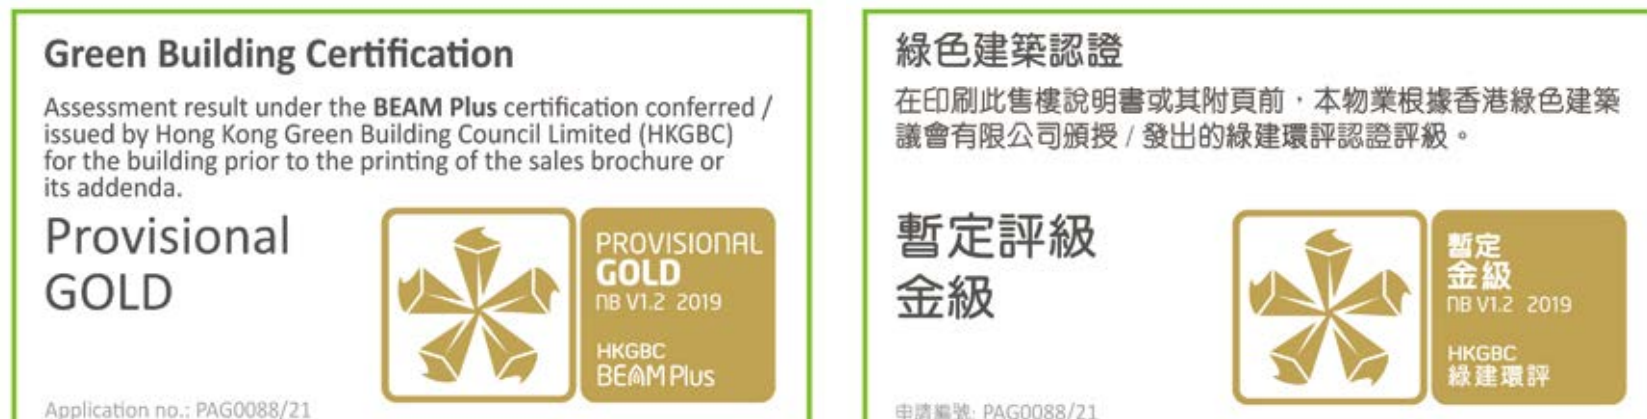 Green Building Certification
Assessment result under the BEAM Plus certification conferred /
issued by Hong Kong Green Building Council Limited (HKGBC)
for the building prior to the printing of the sales brochure or
its addenda.
Provisional
GOLD
PROVISIONAL
GOLD
NB V1.2 2019
HKGBC
BEAM Plus
Application no.: PAG0088/21
綠色建築認證
在印刷此售樓說明書或其附頁前，本物業根據香港綠色建築
議會有限公司頒授 / 發出的綠建環評認證評級。
暫定評級
金級
暫定
金級
NB V1.2 2019
HKGBC
綠建環評
申請編號: PAG0088/21